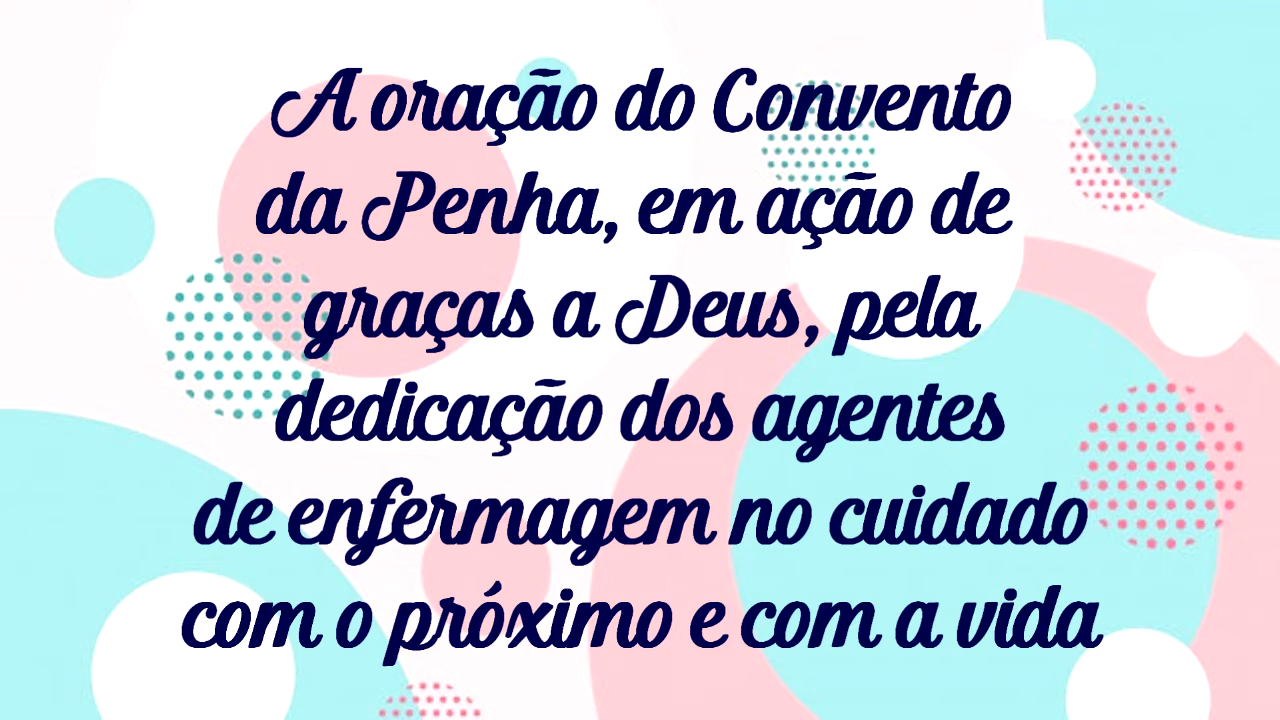 A oração do Convento
da Penha, em ação de
graças a Deus, pela
dedicação dos agentes
de enfermagem no cuidado
com o próximo e com a vida